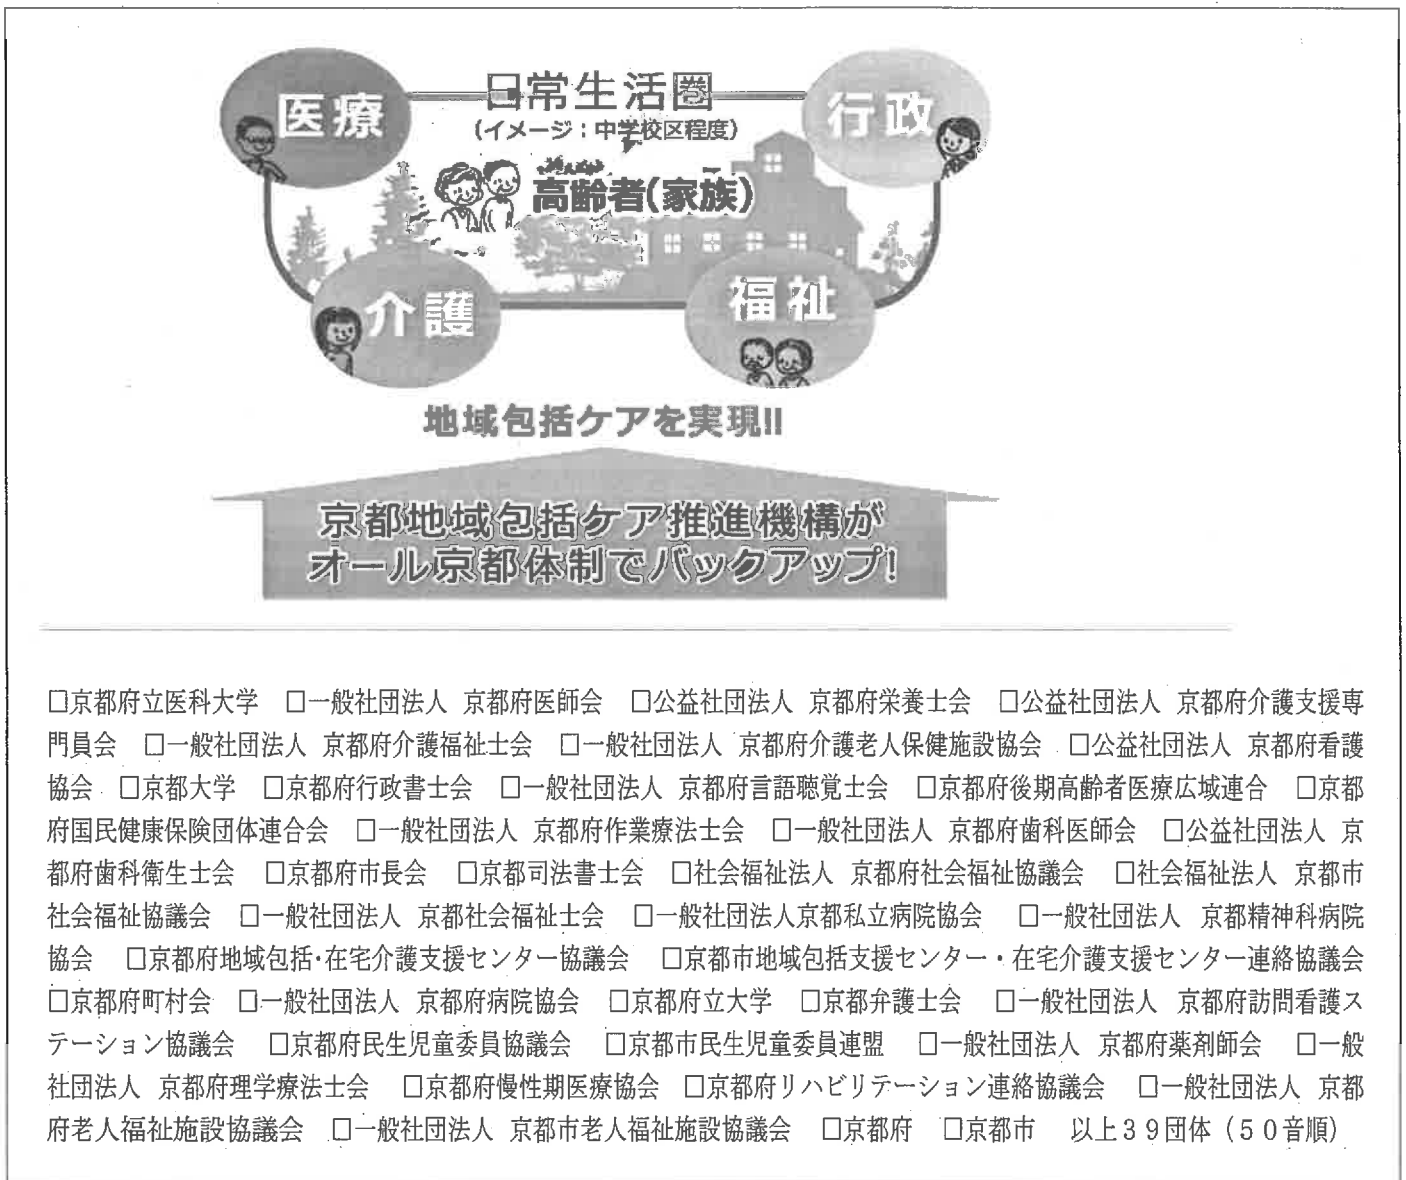 医療
日常生活圏
(イメージ：中学校区程度)
行政
高齢者(家族)
介護
福祉
地域包括ケアを実現!!
京都地域包括ケア推進機構が
オール京都体制でバックアップ!
□京都府立医科大学　□一般社団法人 京都府医師会　□公益社団法人 京都府栄養士会　□公益社団法人 京都府介護支援専
門員会　□一般社団法人 京都府介護福祉士会　□一般社団法人 京都府介護老人保健施設協会　□公益社団法人 京都府看護
協会　□京都大学　□京都府行政書士会　□一般社団法人 京都府言語聴覚士会　□京都府後期高齢者医療広域連合　□京都
府国民健康保険団体連合会　□一般社団法人 京都府作業療法士会　□一般社団法人 京都府歯科医師会　□公益社団法人 京
都府歯科衛生士会　□京都府市長会　□京都司法書士会　□社会福祉法人 京都府社会福祉協議会　□社会福祉法人 京都市
社会福祉協議会　□一般社団法人 京都社会福祉士会　□一般社団法人京都私立病院協会　□一般社団法人 京都精神科病院
協会　□京都府地域包括・在宅介護支援センター協議会　□京都市地域包括支援センター・在宅介護支援センター連絡協議会
□京都府町村会　□一般社団法人 京都府病院協会　□京都府立大学　□京都弁護士会　□一般社団法人 京都府訪問看護ス
テーション協議会　□京都府民生児童委員協議会　□京都市民生児童委員連盟　□一般社団法人 京都府薬剤師会　□一般
社団法人 京都府理学療法士会　□京都府慢性期医療協会　□京都府リハビリテーション連絡協議会　□一般社団法人 京都
府老人福祉施設協議会　□一般社団法人 京都市老人福祉施設協議会　□京都府　□京都市　以上３９団体（５０音順）